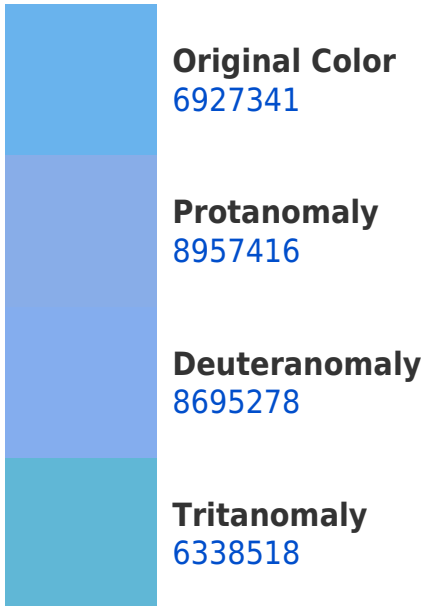 Original Color
6927341
Protanomaly
8957416
Deuteranomaly
8695278
Tritanomaly
6338518